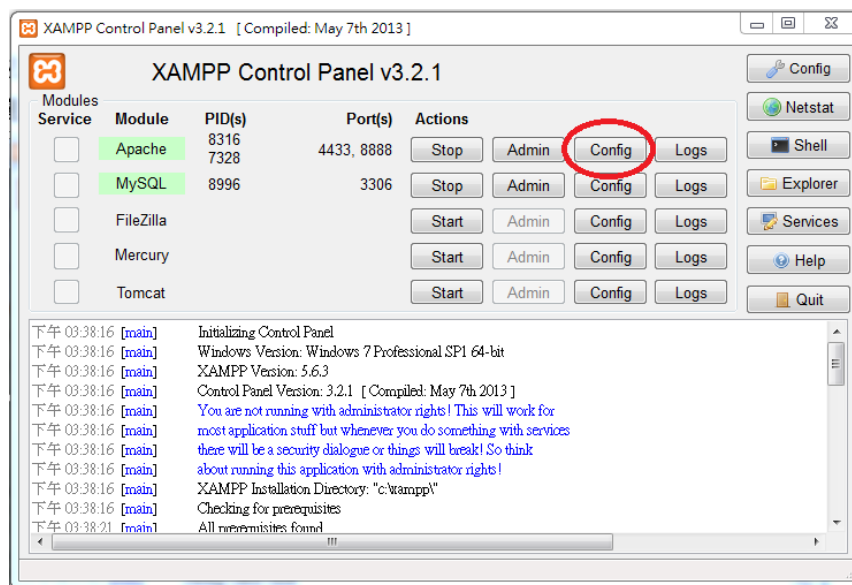 XAMPP Control Panel v3.2.1 [ Compiled: May 7th 2013 ]
XAMPP Control Panel v3.2.1
Config
Modules
Service Module PID(s) Port(s) Actions
Netstat
Apache 8316 7328 4433, 8888 Stop Admin Config Logs
Shell
MySQL 8996 3306 Stop Admin Config Logs
Explorer
FileZilla Start Admin Config Logs
Services
Mercury Start Admin Config Logs
Help
Tomcat Start Admin Config Logs
Quit
下午 03:38:16 [main] Initializing Control Panel
下午 03:38:16 [main] Windows Version: Windows 7 Professional SP1 64-bit
下午 03:38:16 [main] XAMPP Version: 5.6.3
下午 03:38:16 [main] Control Panel Version: 3.2.1 [ Compiled: May 7th 2013 ]
下午 03:38:16 [main] You are not running with administrator rights! This will work for
下午 03:38:16 [main] most application stuff but whenever you do something with services
下午 03:38:16 [main] there will be a security dialogue or things will break! So think
下午 03:38:16 [main] about running this application with administrator rights!
下午 03:38:16 [main] XAMPP Installation Directory: "c:\xampp\"
下午 03:38:16 [main] Checking for prerequisites
下午 03:38:21 [main] All prerequisites found